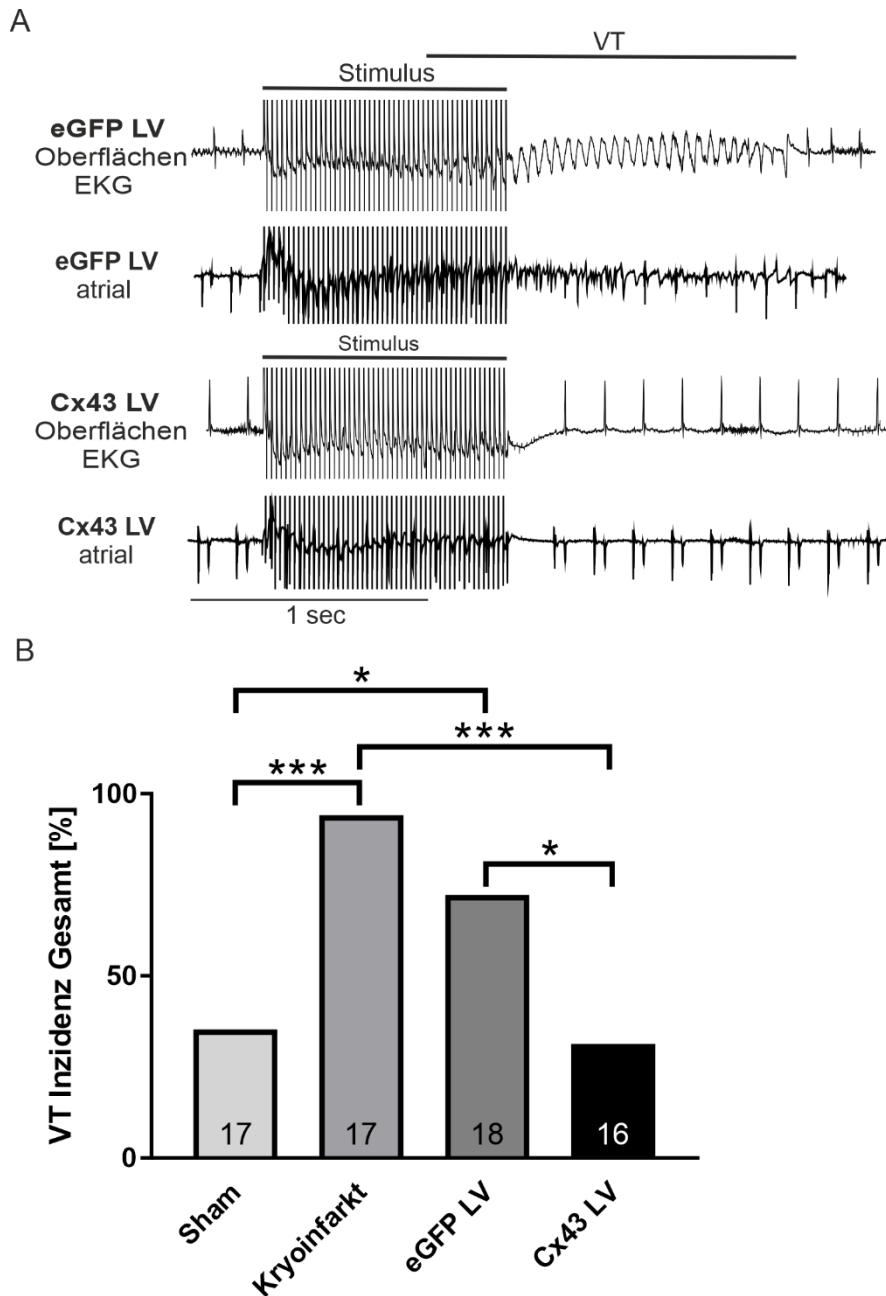 A
VT
Stimulus
eGFP LV
Oberflächen
EKG
eGFP LV
atrial
Stimulus
Cx43 LV
Oberflächen
EKG
Cx43 LV
atrial
1 sec
B
*
***
***
*
VT Inzidenz Gesamt [%]
100
50
0
17
17
18
16
Sham
Kryoinfarkt
eGFP LV
Cx43 LV